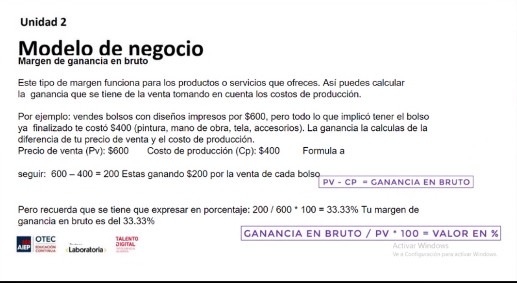 Unidad 2
Modelo de negocio
Margen de ganancia en bruto
Este tipo de margen funciona para los productos o servicios que ofreces. Así puedes calcular
la ganancia que se tiene de la venta tomando en cuenta los costos de producción.
Por ejemplo: vendes bolsos con diseños impresos por $600, pero todo lo que implicó tener el bolso
ya finalizado te costó $400 (pintura, mano de obra, tela, accesorios). La ganancia la calculas de la
diferencia de tu precio de venta y el costo de producción.
Precio de venta (Pv): $600 Costo de producción (Cp): $400 Formula a
seguir: 600 – 400 = 200 Estas ganando $200 por la venta de cada bolso
PV - CP = GANANCIA EN BRUTO
Pero recuerda que se tiene que expresar en porcentaje: 200 / 600 * 100 = 33.33% Tu margen de
ganancia en bruto es del 33.33%
GANANCIA EN BRUTO / PV * 100 = VALOR EN %
AIEP
OTEC
EDUCACIÓN
CONTINUA
Laboratoria
TALENTO
DIGITAL
Activar Windows
Ve a Configuración para activar Windows.